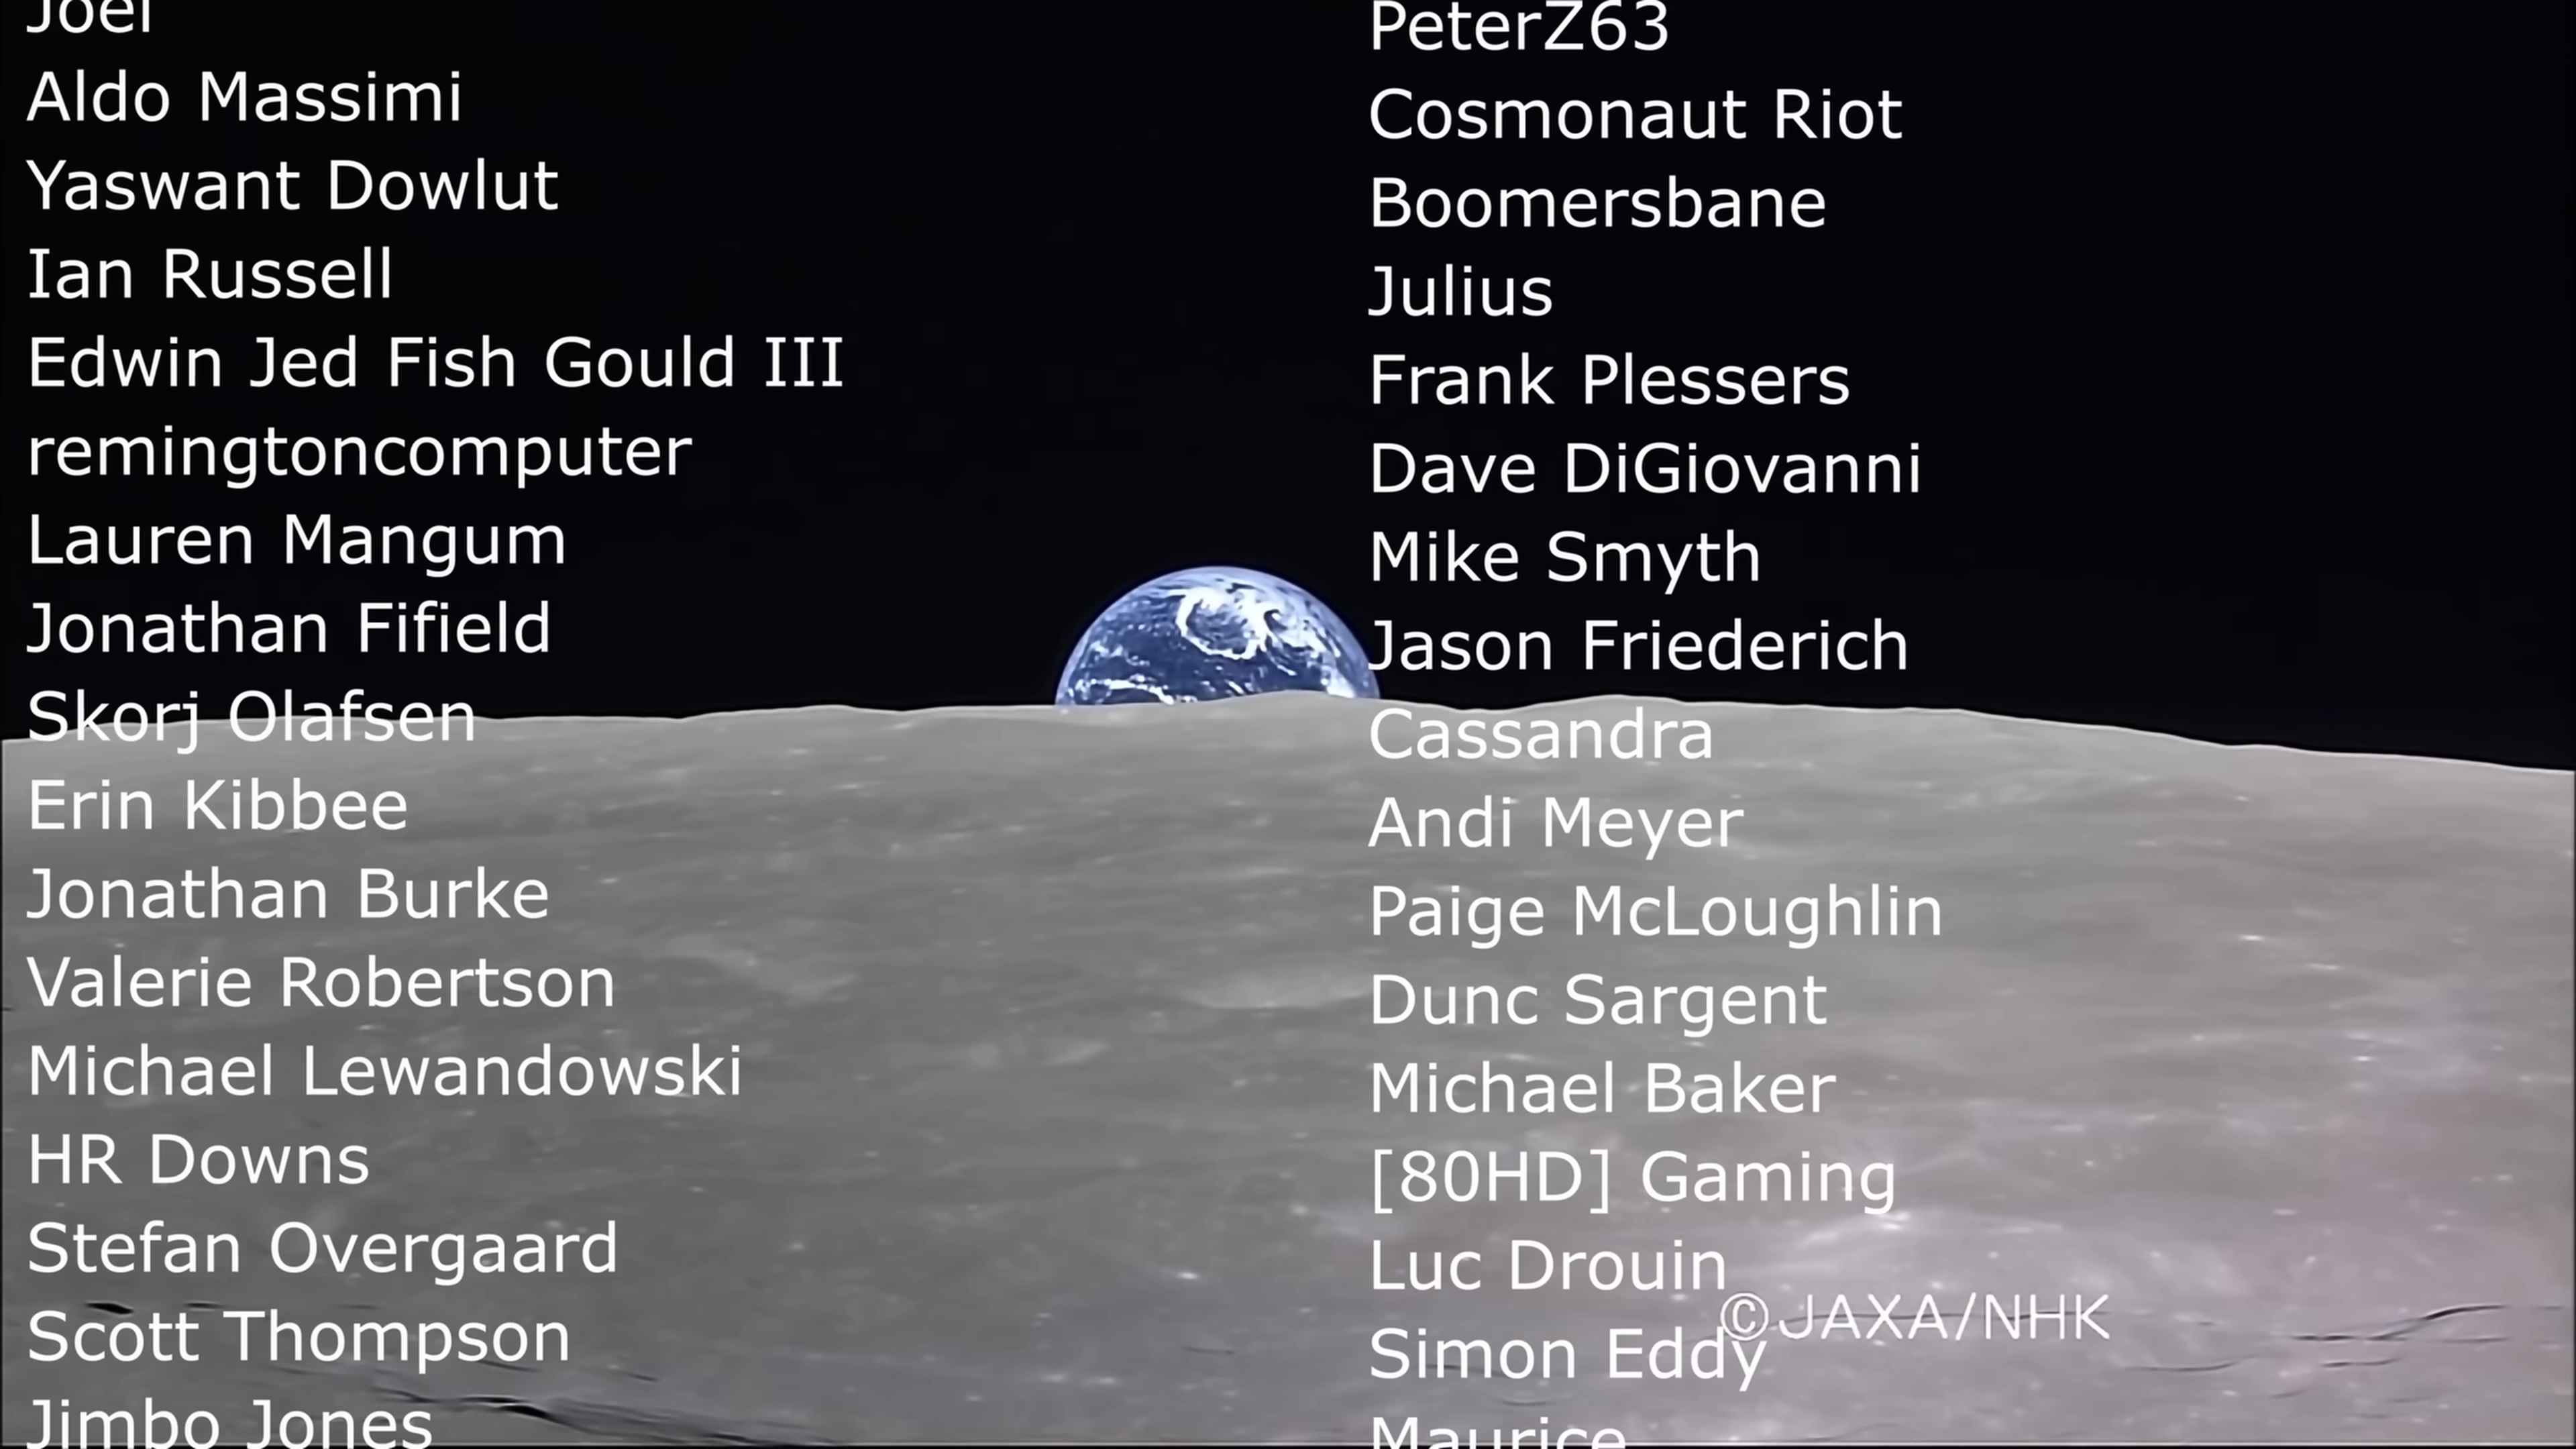 Joel
Aldo Massimi
Yaswant Dowlut
Ian Russell
Edwin Jed Fish Gould III
remingtoncomputer
Lauren Mangum
Jonathan Fifield
Skorj Olafsen
Erin Kibbee
Jonathan Burke
Valerie Robertson
Michael Lewandowski
HR Downs
Stefan Overgaard
Scott Thompson
Jimbo Jones
PeterZ63
Cosmonaut Riot
Boomersbane
Julius
Frank Plessers
Dave DiGiovanni
Mike Smyth
Jason Friederich
Cassandra
Andi Meyer
Paige McLoughlin
Dunc Sargent
Michael Baker
[80HD] Gaming
Luc Drouin
Simon Eddy
Maurice
©JAXA/NHK